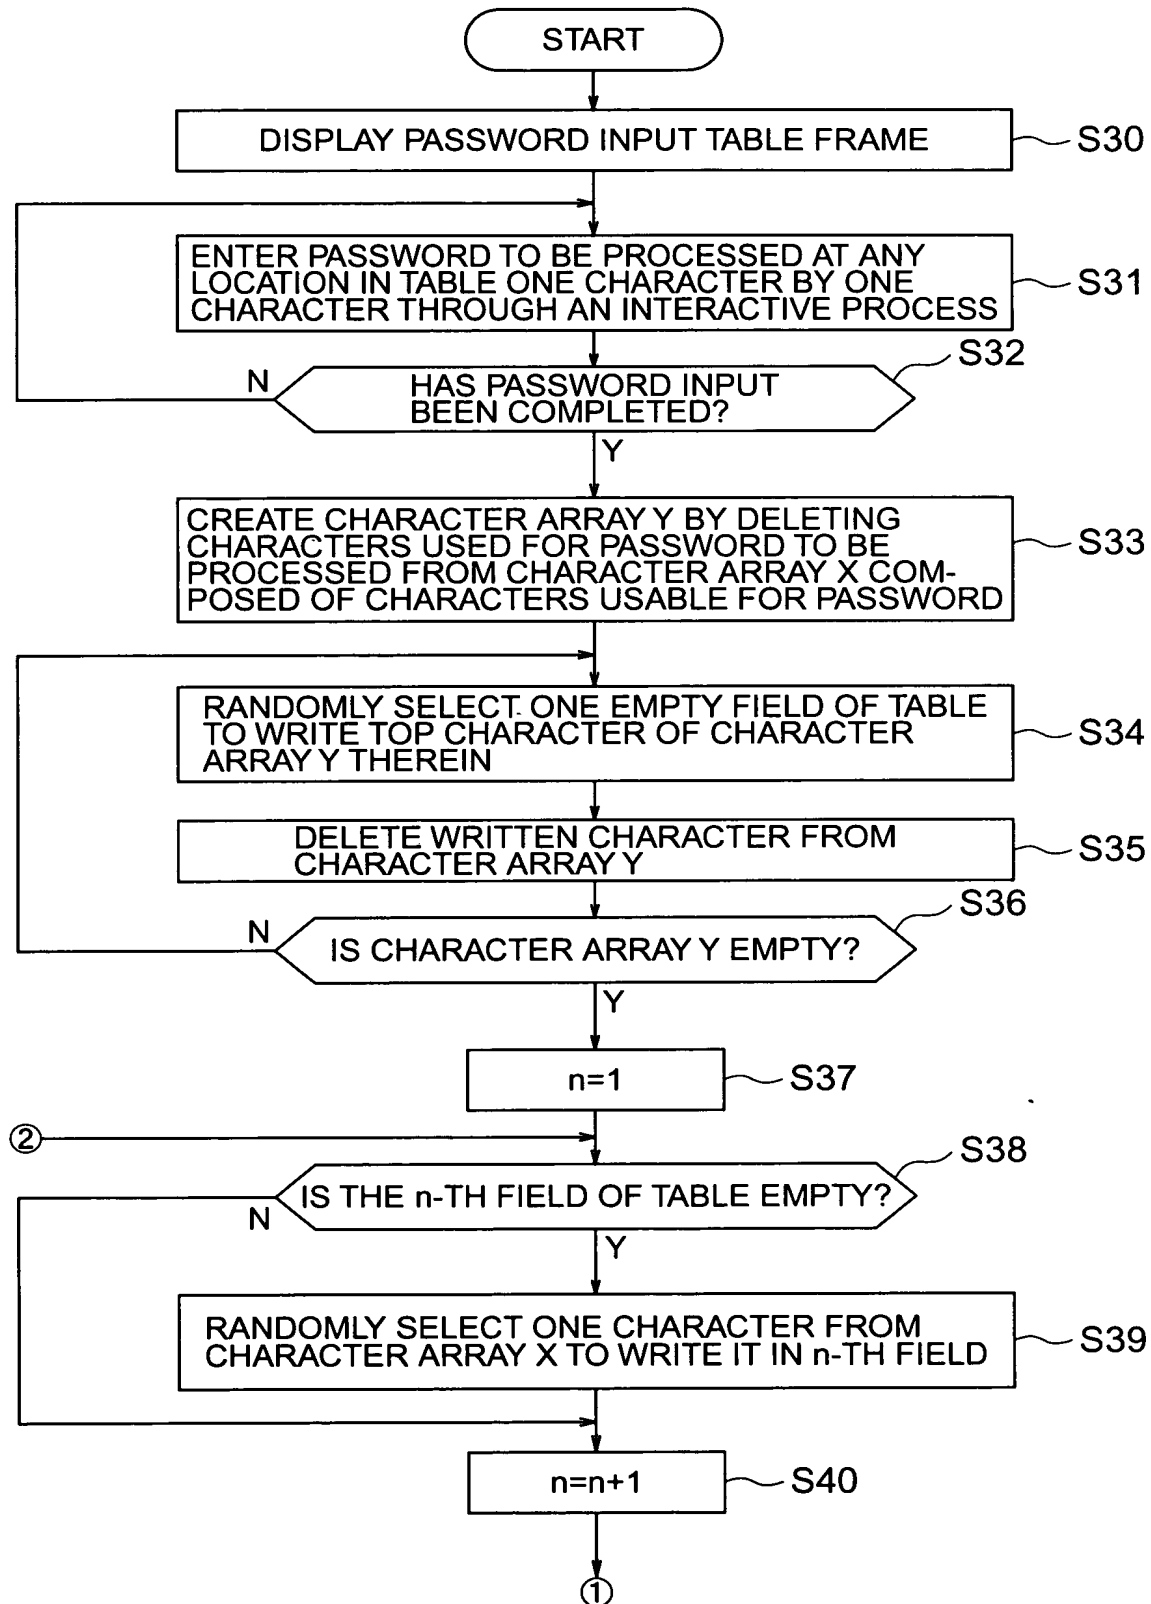 START
DISPLAY PASSWORD INPUT TABLE FRAME
S30
ENTER PASSWORD TO BE PROCESSED AT ANY
LOCATION IN TABLE ONE CHARACTER BY ONE
CHARACTER THROUGH AN INTERACTIVE PROCESS
S31
S32
N
HAS PASSWORD INPUT
BEEN COMPLETED?
Y
CREATE CHARACTER ARRAY Y BY DELETING
CHARACTERS USED FOR PASSWORD TO BE
PROCESSED FROM CHARACTER ARRAY X COM-
POSED OF CHARACTERS USABLE FOR PASSWORD
S33
RANDOMLY SELECT ONE EMPTY FIELD OF TABLE
TO WRITE TOP CHARACTER OF CHARACTER
ARRAY Y THEREIN
S34
DELETE WRITTEN CHARACTER FROM
CHARACTER ARRAY Y
S35
S36
N
IS CHARACTER ARRAY Y EMPTY?
Y
n=1
S37
②
S38
IS THE n-TH FIELD OF TABLE EMPTY?
N
Y
RANDOMLY SELECT ONE CHARACTER FROM
CHARACTER ARRAY X TO WRITE IT IN n-TH FIELD
S39
n=n+1
S40
①